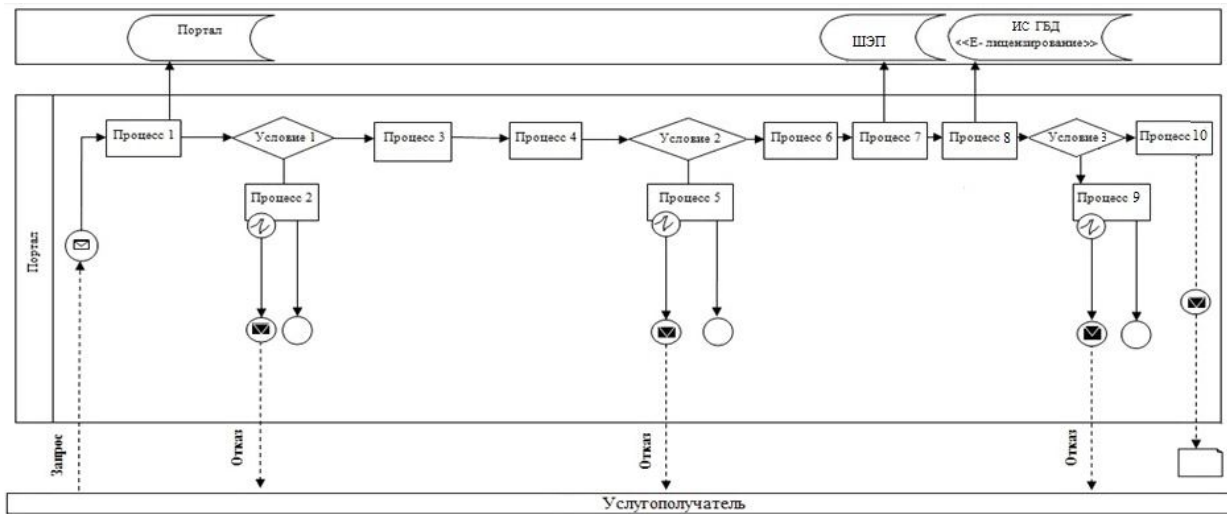 Портал
ШЭП
ИС ГБД
<<Е- лицензирование>>
Процесс 1
Условие 1
Процесс 3
Процесс 4
Условие 2
Процесс 6
Процесс 7
Процесс 8
Условие 3
Процесс 10
Процесс 2
Процесс 5
Процесс 9
Портал
Запрос
Отказ
Отказ
Отказ
Услугополучатель